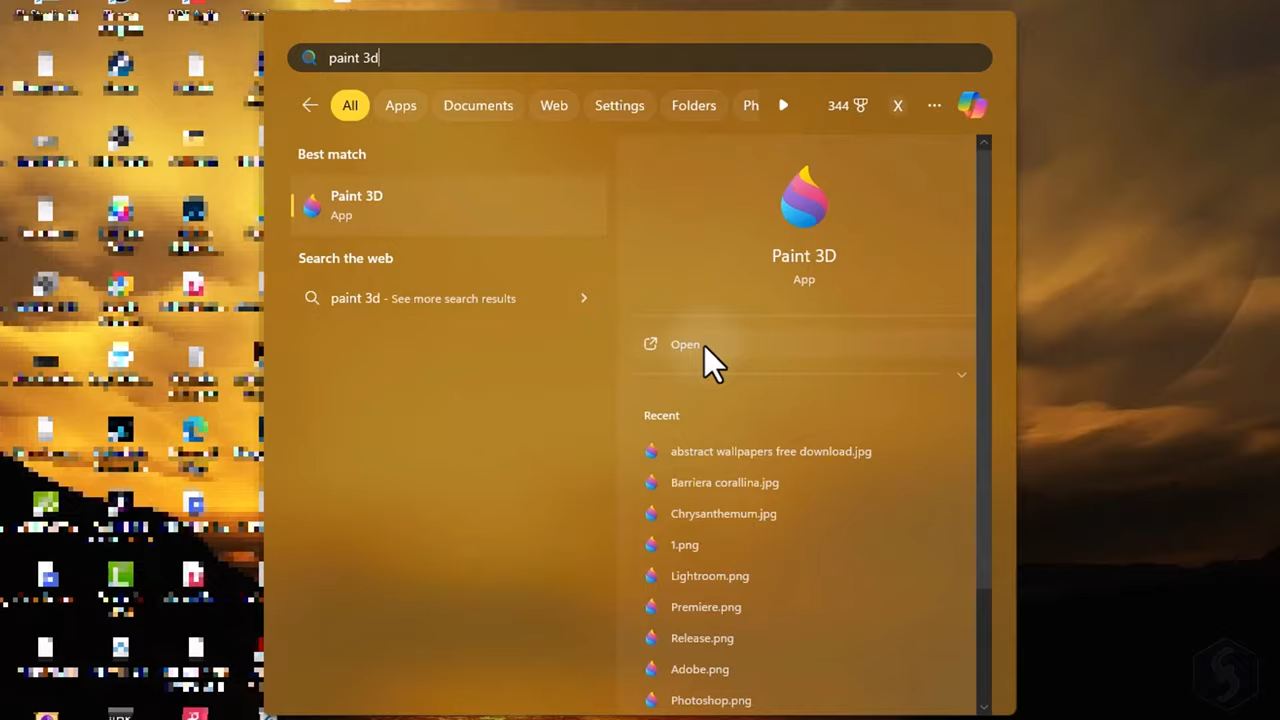 paint 3d
All Apps Documents Web Settings Folders Ph 344 X
Best match
Paint 3D
App
Search the web
paint 3d - See more search results
Paint 3D
App
Open
Recent
abstract wallpapers free download.jpg
Barriera corallina.jpg
Chrysanthemum.jpg
1.png
Lightroom.png
Premiere.png
Release.png
Adobe.png
Photoshop.png